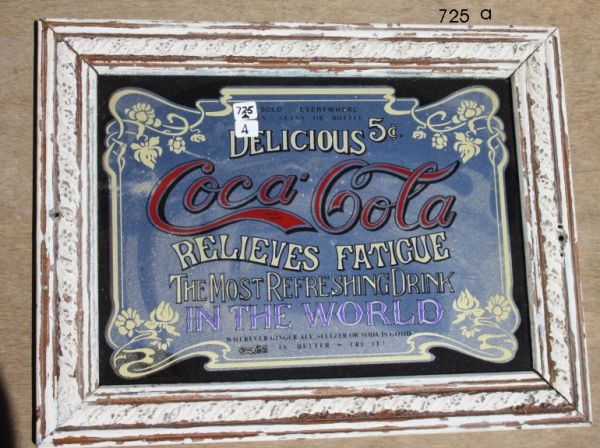 725 a
SOLD EVERYWHERE
GLASS OR BOTTLE
725
A
DELICIOUS 5¢.
Coca-Cola
RELIEVES FATIGUE
THE MOST REFRESHING DRINK
IN THE WORLD
WHEREVER GINGER ALE, SELTZER OR SODA IS GOOD
IS BETTER ~ TRY IT!